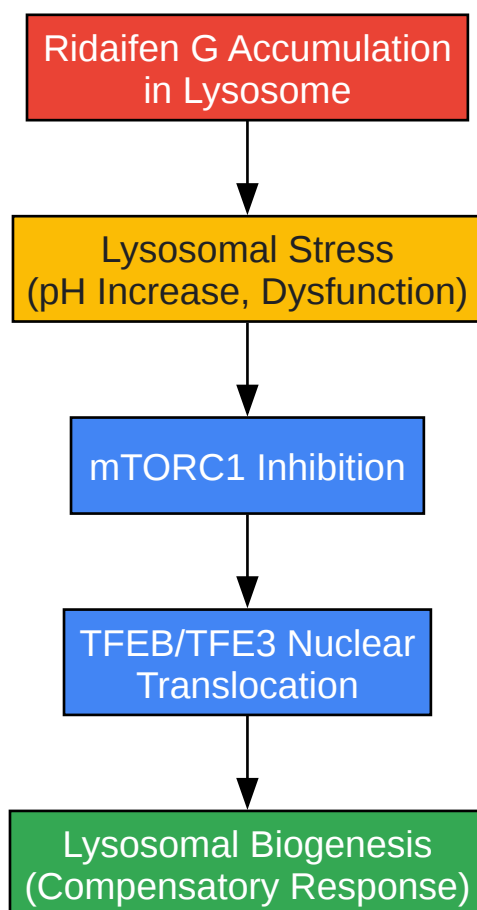 Ridaifen G Accumulation
in Lysosome
Lysosomal Stress
(pH Increase, Dysfunction)
mTORC1 Inhibition
TFEB/TFE3 Nuclear
Translocation
Lysosomal Biogenesis
(Compensatory Response)